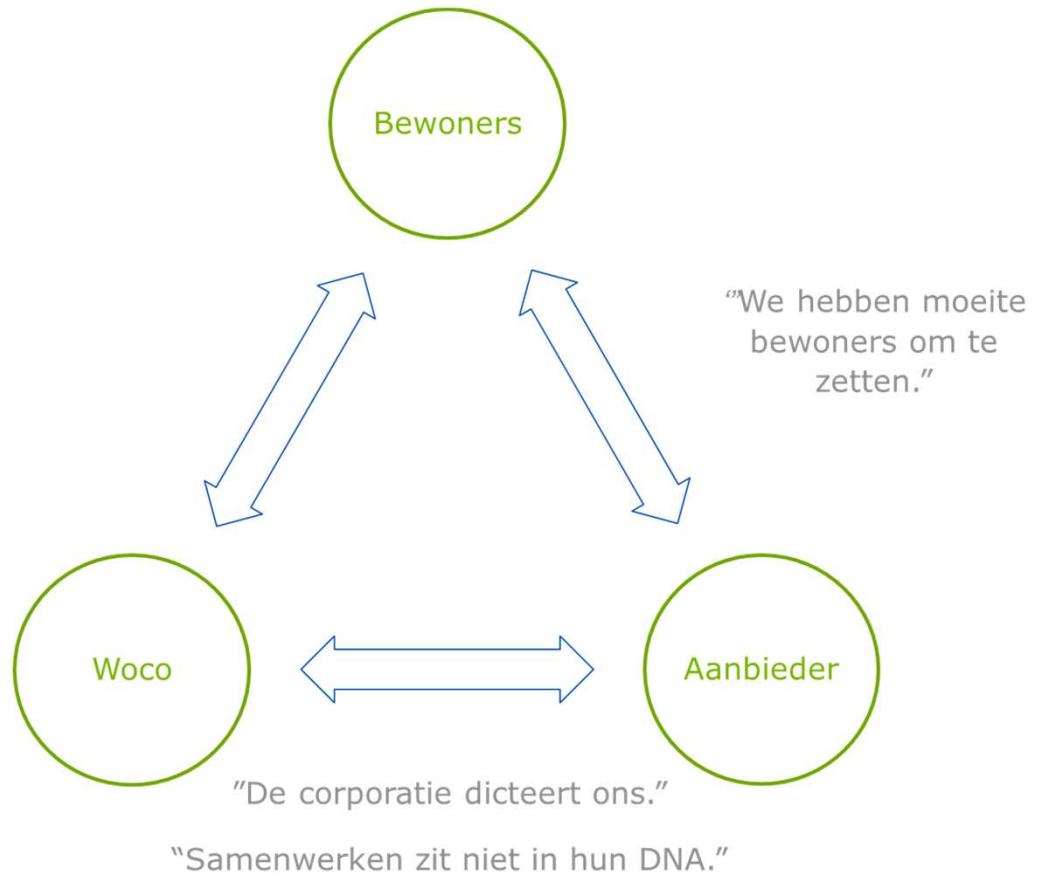 Bewoners
‘”We hebben moeite
bewoners om te
zetten.”
Woco
Aanbieder
”De corporatie dicteert ons.”
“Samenwerken zit niet in hun DNA.”